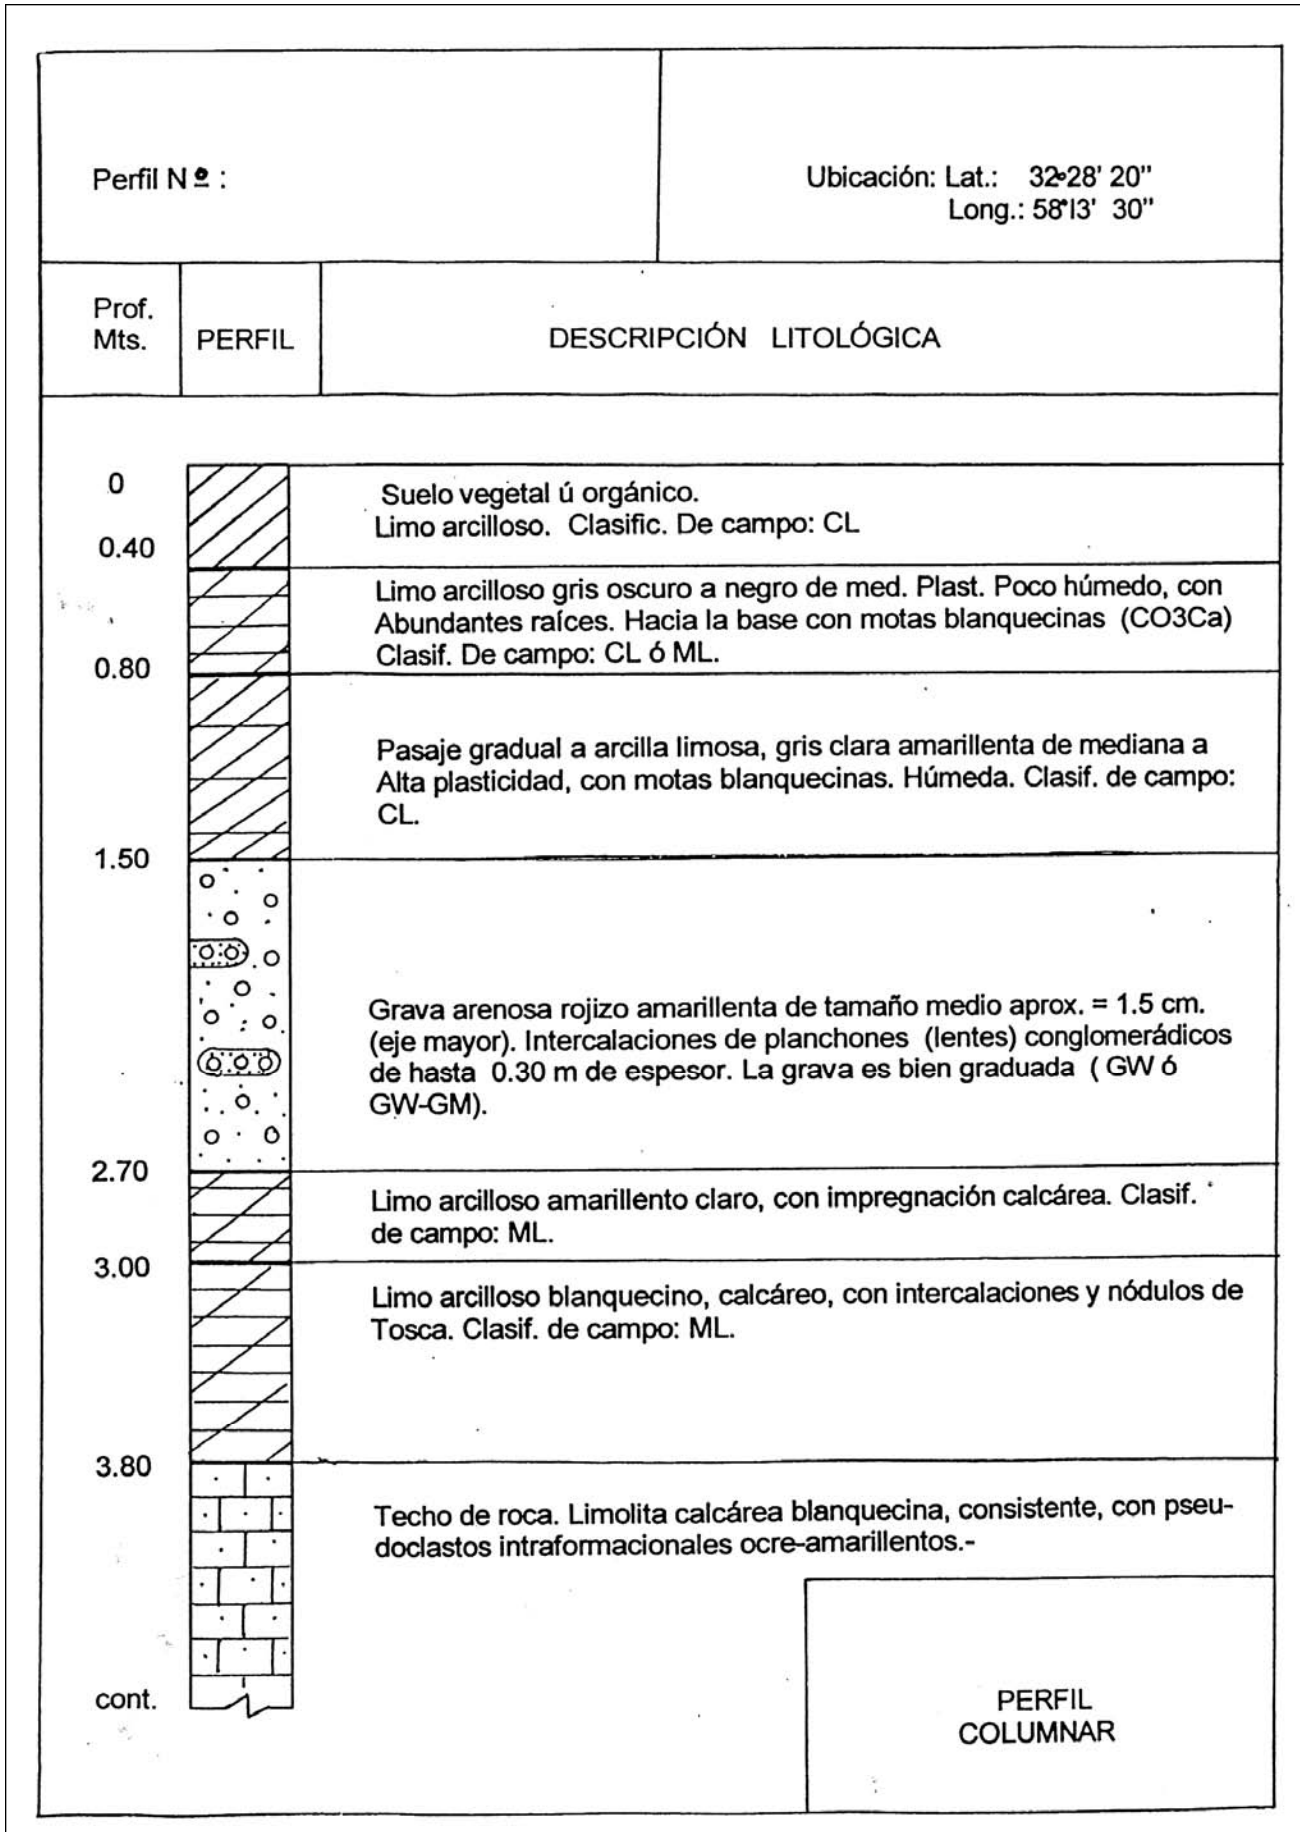 Perfil Nº :
Ubicación: Lat.: 32°28' 20"
Long.: 58°I3' 30"
Prof.
Mts.
PERFIL
DESCRIPCIÓN LITOLÓGICA
0
Suelo vegetal ú orgánico.
Limo arcilloso. Clasific. De campo: CL
0.40
Limo arcilloso gris oscuro a negro de med. Plast. Poco húmedo, con
Abundantes raíces. Hacia la base con motas blanquecinas (CO3Ca)
Clasif. De campo: CL ó ML.
0.80
Pasaje gradual a arcilla limosa, gris clara amarillenta de mediana a
Alta plasticidad, con motas blanquecinas. Húmeda. Clasif. de campo:
CL.
1.50
Grava arenosa rojizo amarillenta de tamaño medio aprox. = 1.5 cm.
(eje mayor). Intercalaciones de planchones (lentes) conglomerádicos
de hasta 0.30 m de espesor. La grava es bien graduada ( GW ó
GW-GM).
2.70
Limo arcilloso amarillento claro, con impregnación calcárea. Clasif.
de campo: ML.
3.00
Limo arcilloso blanquecino, calcáreo, con intercalaciones y nódulos de
Tosca. Clasif. de campo: ML.
3.80
Techo de roca. Limolita calcárea blanquecina, consistente, con pseu-
doclastos intraformacionales ocre-amarillentos.-
cont.
PERFIL
COLUMNAR